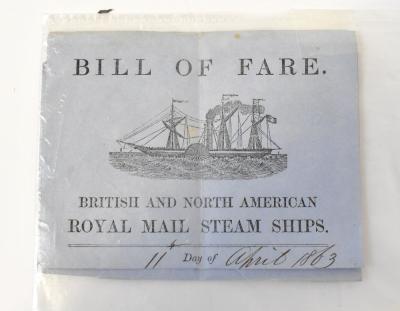 BILL OF FARE.
BRITISH AND NORTH AMERICAN
ROYAL MAIL STEAM SHIPS.
11th Day of April 1863